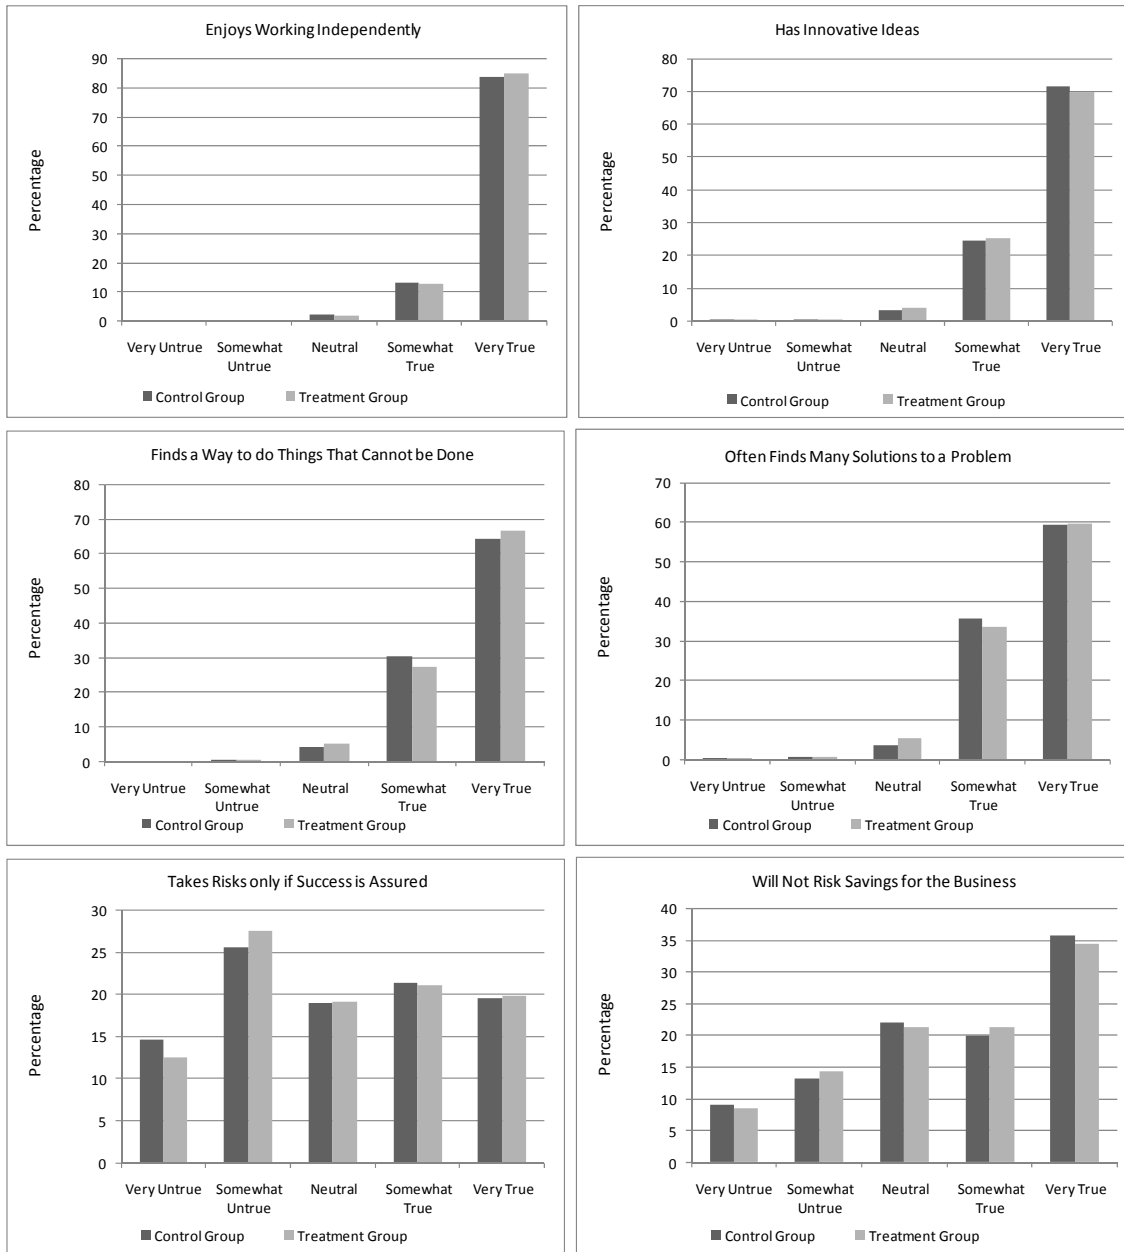 Enjoys Working Independently
Percentage
90
80
70
60
50
40
30
20
10
0
Very Untrue Somewhat Untrue Neutral Somewhat True Very True
Control Group Treatment Group
Has Innovative Ideas
Percentage
80
70
60
50
40
30
20
10
0
Very Untrue Somewhat Untrue Neutral Somewhat True Very True
Control Group Treatment Group
Finds a Way to do Things That Cannot be Done
Percentage
80
70
60
50
40
30
20
10
0
Very Untrue Somewhat Untrue Neutral Somewhat True Very True
Control Group Treatment Group
Often Finds Many Solutions to a Problem
Percentage
70
60
50
40
30
20
10
0
Very Untrue Somewhat Untrue Neutral Somewhat True Very True
Control Group Treatment Group
Takes Risks only if Success is Assured
Percentage
30
25
20
15
10
5
0
Very Untrue Somewhat Untrue Neutral Somewhat True Very True
Control Group Treatment Group
Will Not Risk Savings for the Business
Percentage
40
35
30
25
20
15
10
5
0
Very Untrue Somewhat Untrue Neutral Somewhat True Very True
Control Group Treatment Group